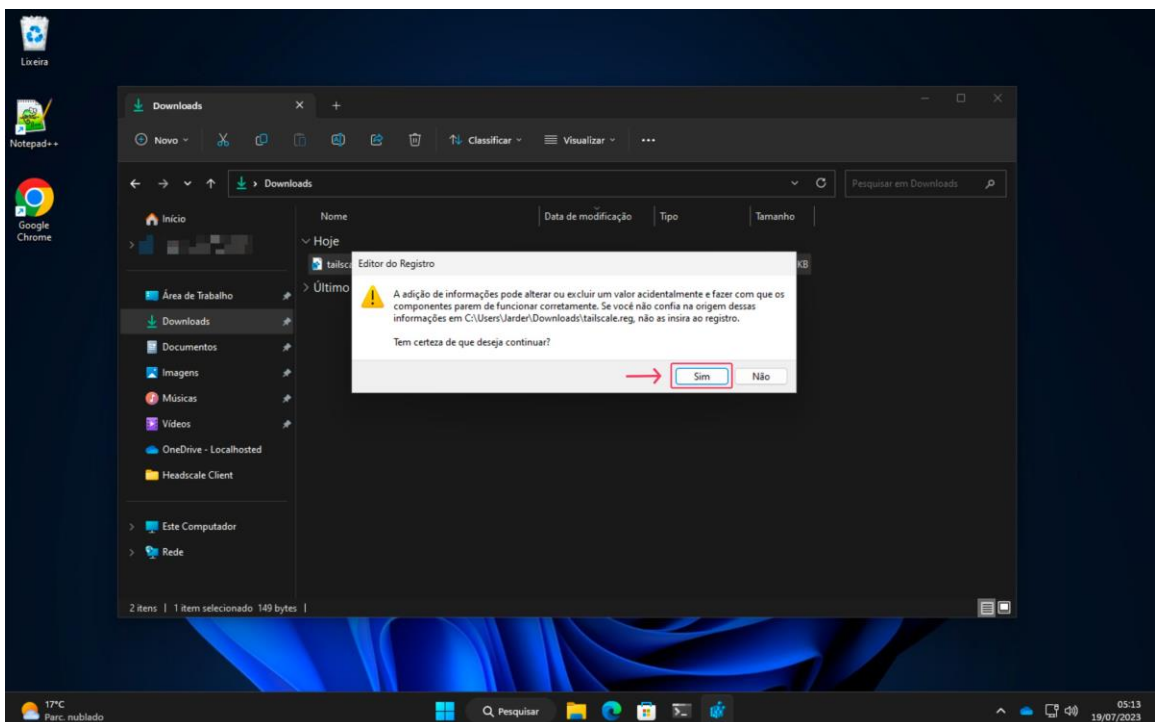 Lixeira
Notepad++
Google
Chrome
Downloads
Novo
Classificar
Visualizar
Downloads
Pesquisar em Downloads
Início
Nome
Data de modificação
Tipo
Tamanho
Hoje
tailsca
KB
Último
Editor do Registro
A adição de informações pode alterar ou excluir um valor acidentalmente e fazer com que os
componentes parem de funcionar corretamente. Se você não confia na origem dessas
informações em C:\Users\Jarder\Downloads\tailscale.reg, não as insira ao registro.
Tem certeza de que deseja continuar?
Sim
Não
Área de Trabalho
Downloads
Documentos
Imagens
Músicas
Vídeos
OneDrive - Localhosted
Headscale Client
Este Computador
Rede
2 itens | 1 item selecionado 149 bytes |
17°C
Parc. nublado
Pesquisar
05:13
19/07/2023